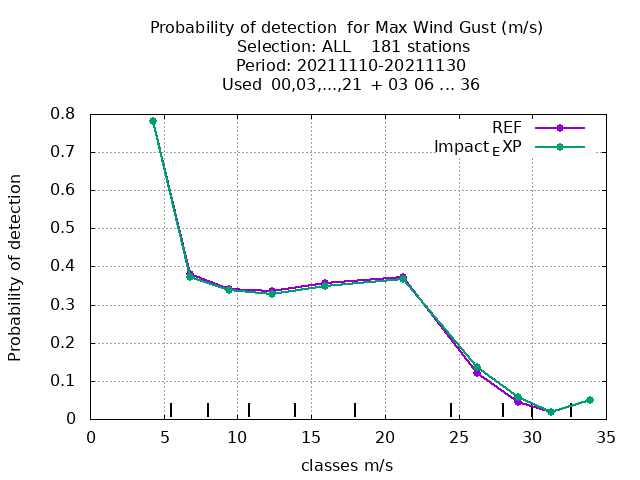 Probability of detection  for Max Wind Gust (m/s)
Selection: ALL    181 stations
Period: 20211110-20211130
Used  00,03,...,21  + 03 06 ... 36
REF
Impact_EXP
Probability of detection
0.8
0.7
0.6
0.5
0.4
0.3
0.2
0.1
0
0 5 10 15 20 25 30 35
classes m/s